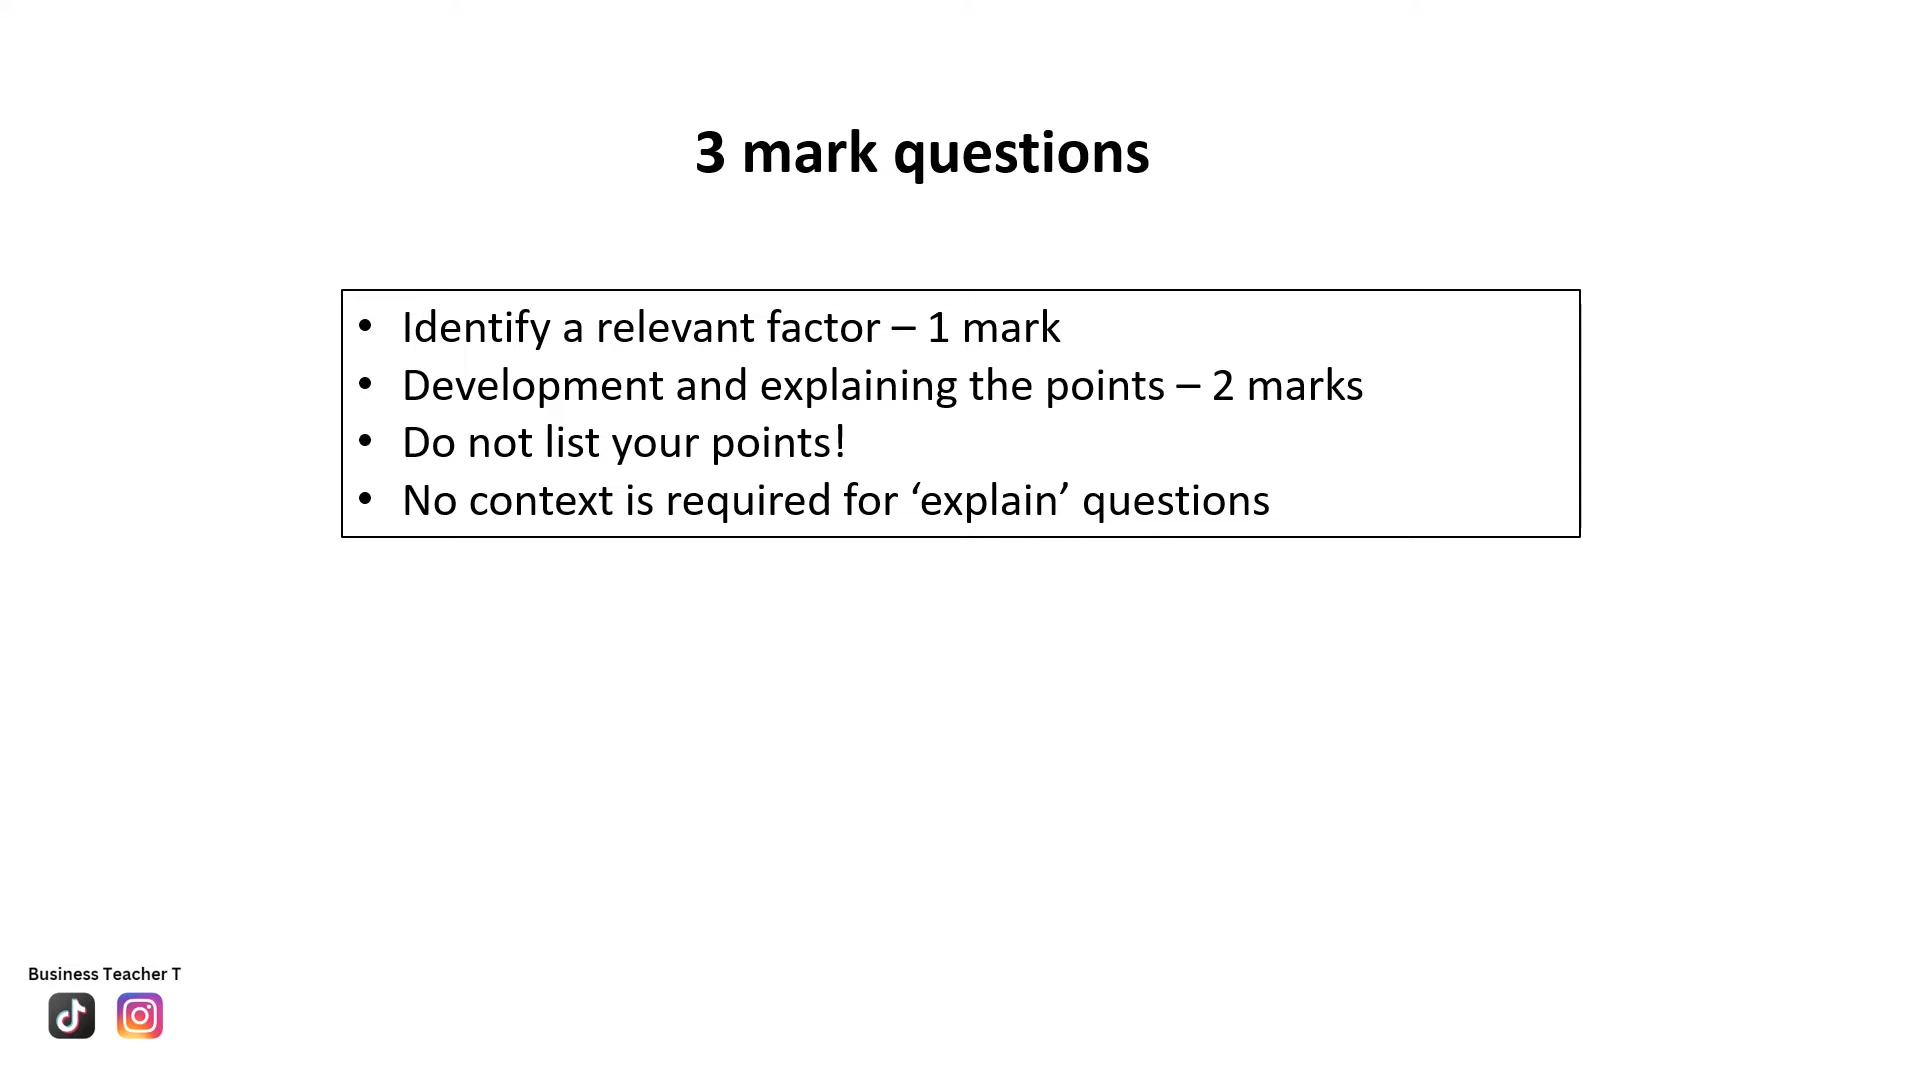 3 mark questions
• Identify a relevant factor – 1 mark
• Development and explaining the points – 2 marks
• Do not list your points!
• No context is required for ‘explain’ questions
Business Teacher T